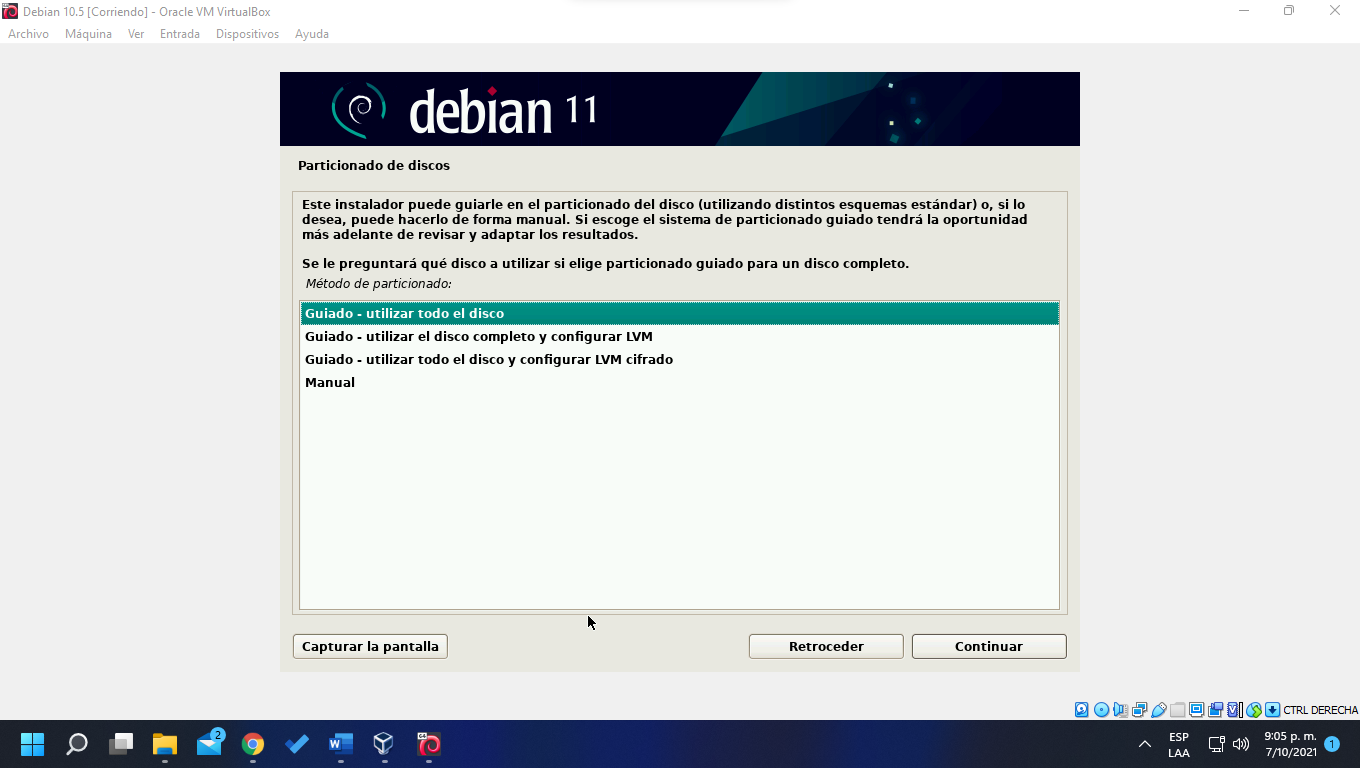 Debian 10.5 [Corriendo] - Oracle VM VirtualBox
Archivo Máquina Ver Entrada Dispositivos Ayuda
debian 11
Particionado de discos
Este instalador puede guiarle en el particionado del disco (utilizando distintos esquemas estándar) o, si lo
desea, puede hacerlo de forma manual. Si escoge el sistema de particionado guiado tendrá la oportunidad
más adelante de revisar y adaptar los resultados.
Se le preguntará qué disco a utilizar si elige particionado guiado para un disco completo.
Método de particionado:
Guiado - utilizar todo el disco
Guiado - utilizar el disco completo y configurar LVM
Guiado - utilizar todo el disco y configurar LVM cifrado
Manual
Capturar la pantalla Retroceder Continuar
CTRL DERECHA
2
64
ESP
LAA
9:05 p. m.
7/10/2021
1